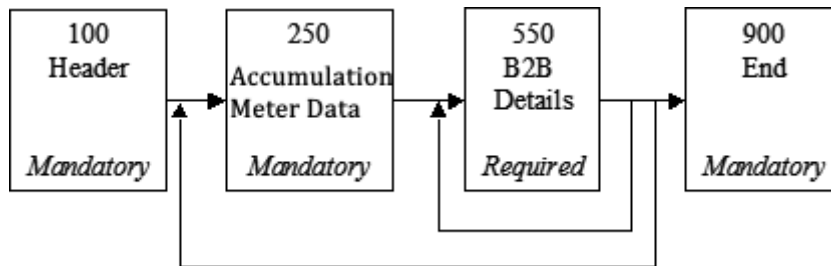 100
Header
Mandatory
250
Accumulation
Meter Data
Mandatory
550
B2B
Details
Required
900
End
Mandatory